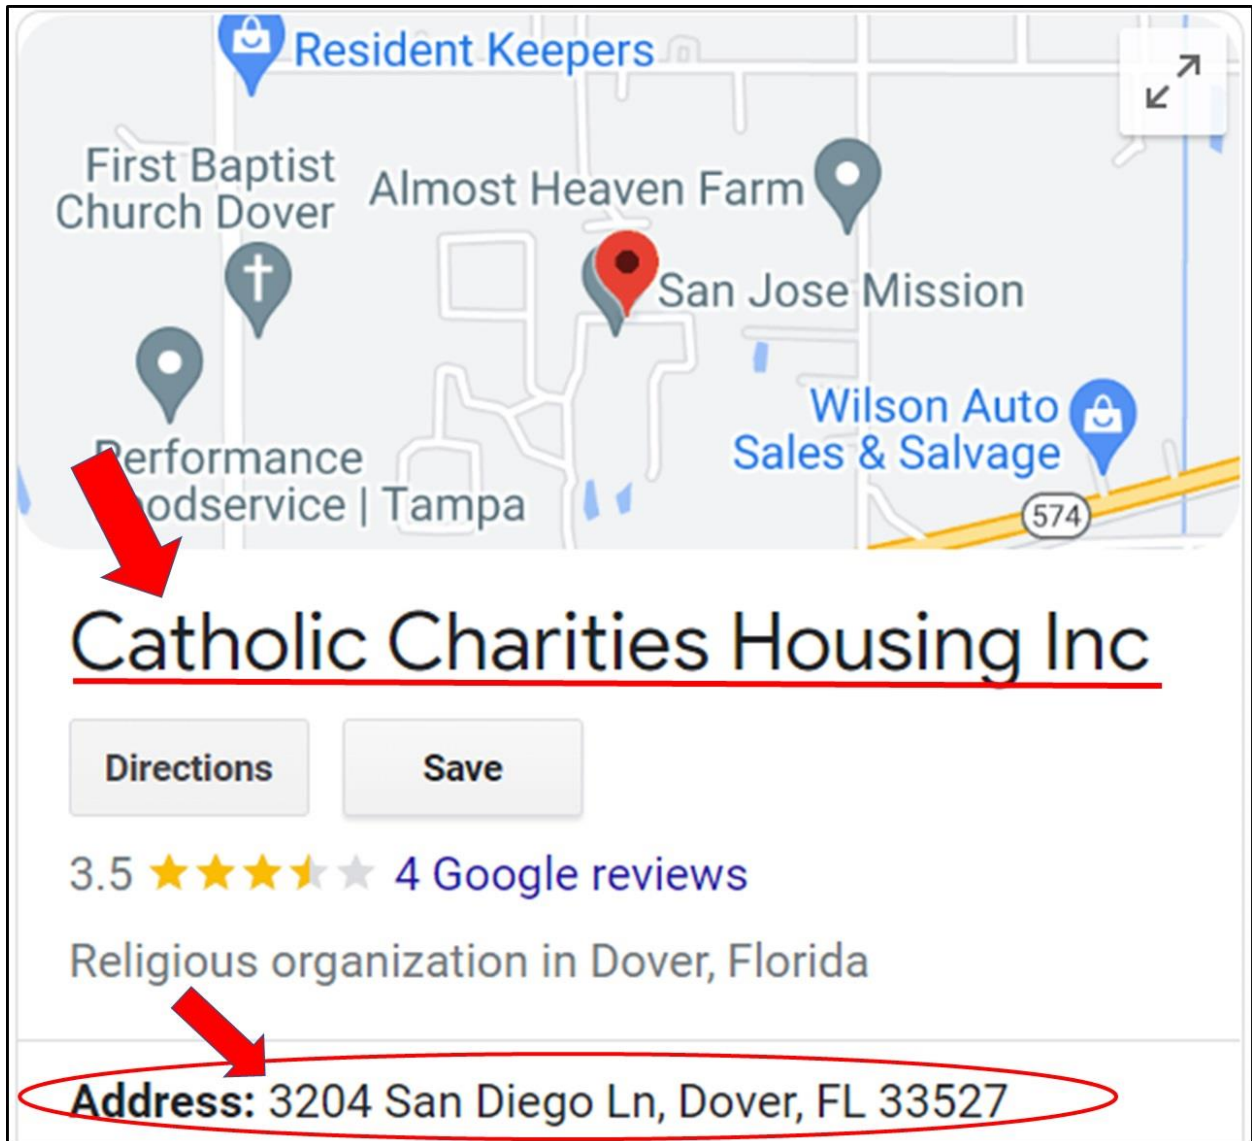 Resident Keepers
First Baptist
Church Dover
Almost Heaven Farm
San Jose Mission
Wilson Auto
Sales & Salvage
Performance
Tampa
574
Catholic Charities Housing Inc
Directions
Save
3.5
4 Google reviews
Religious organization in Dover, Florida
Address: 3204 San Diego Ln, Dover, FL 33527